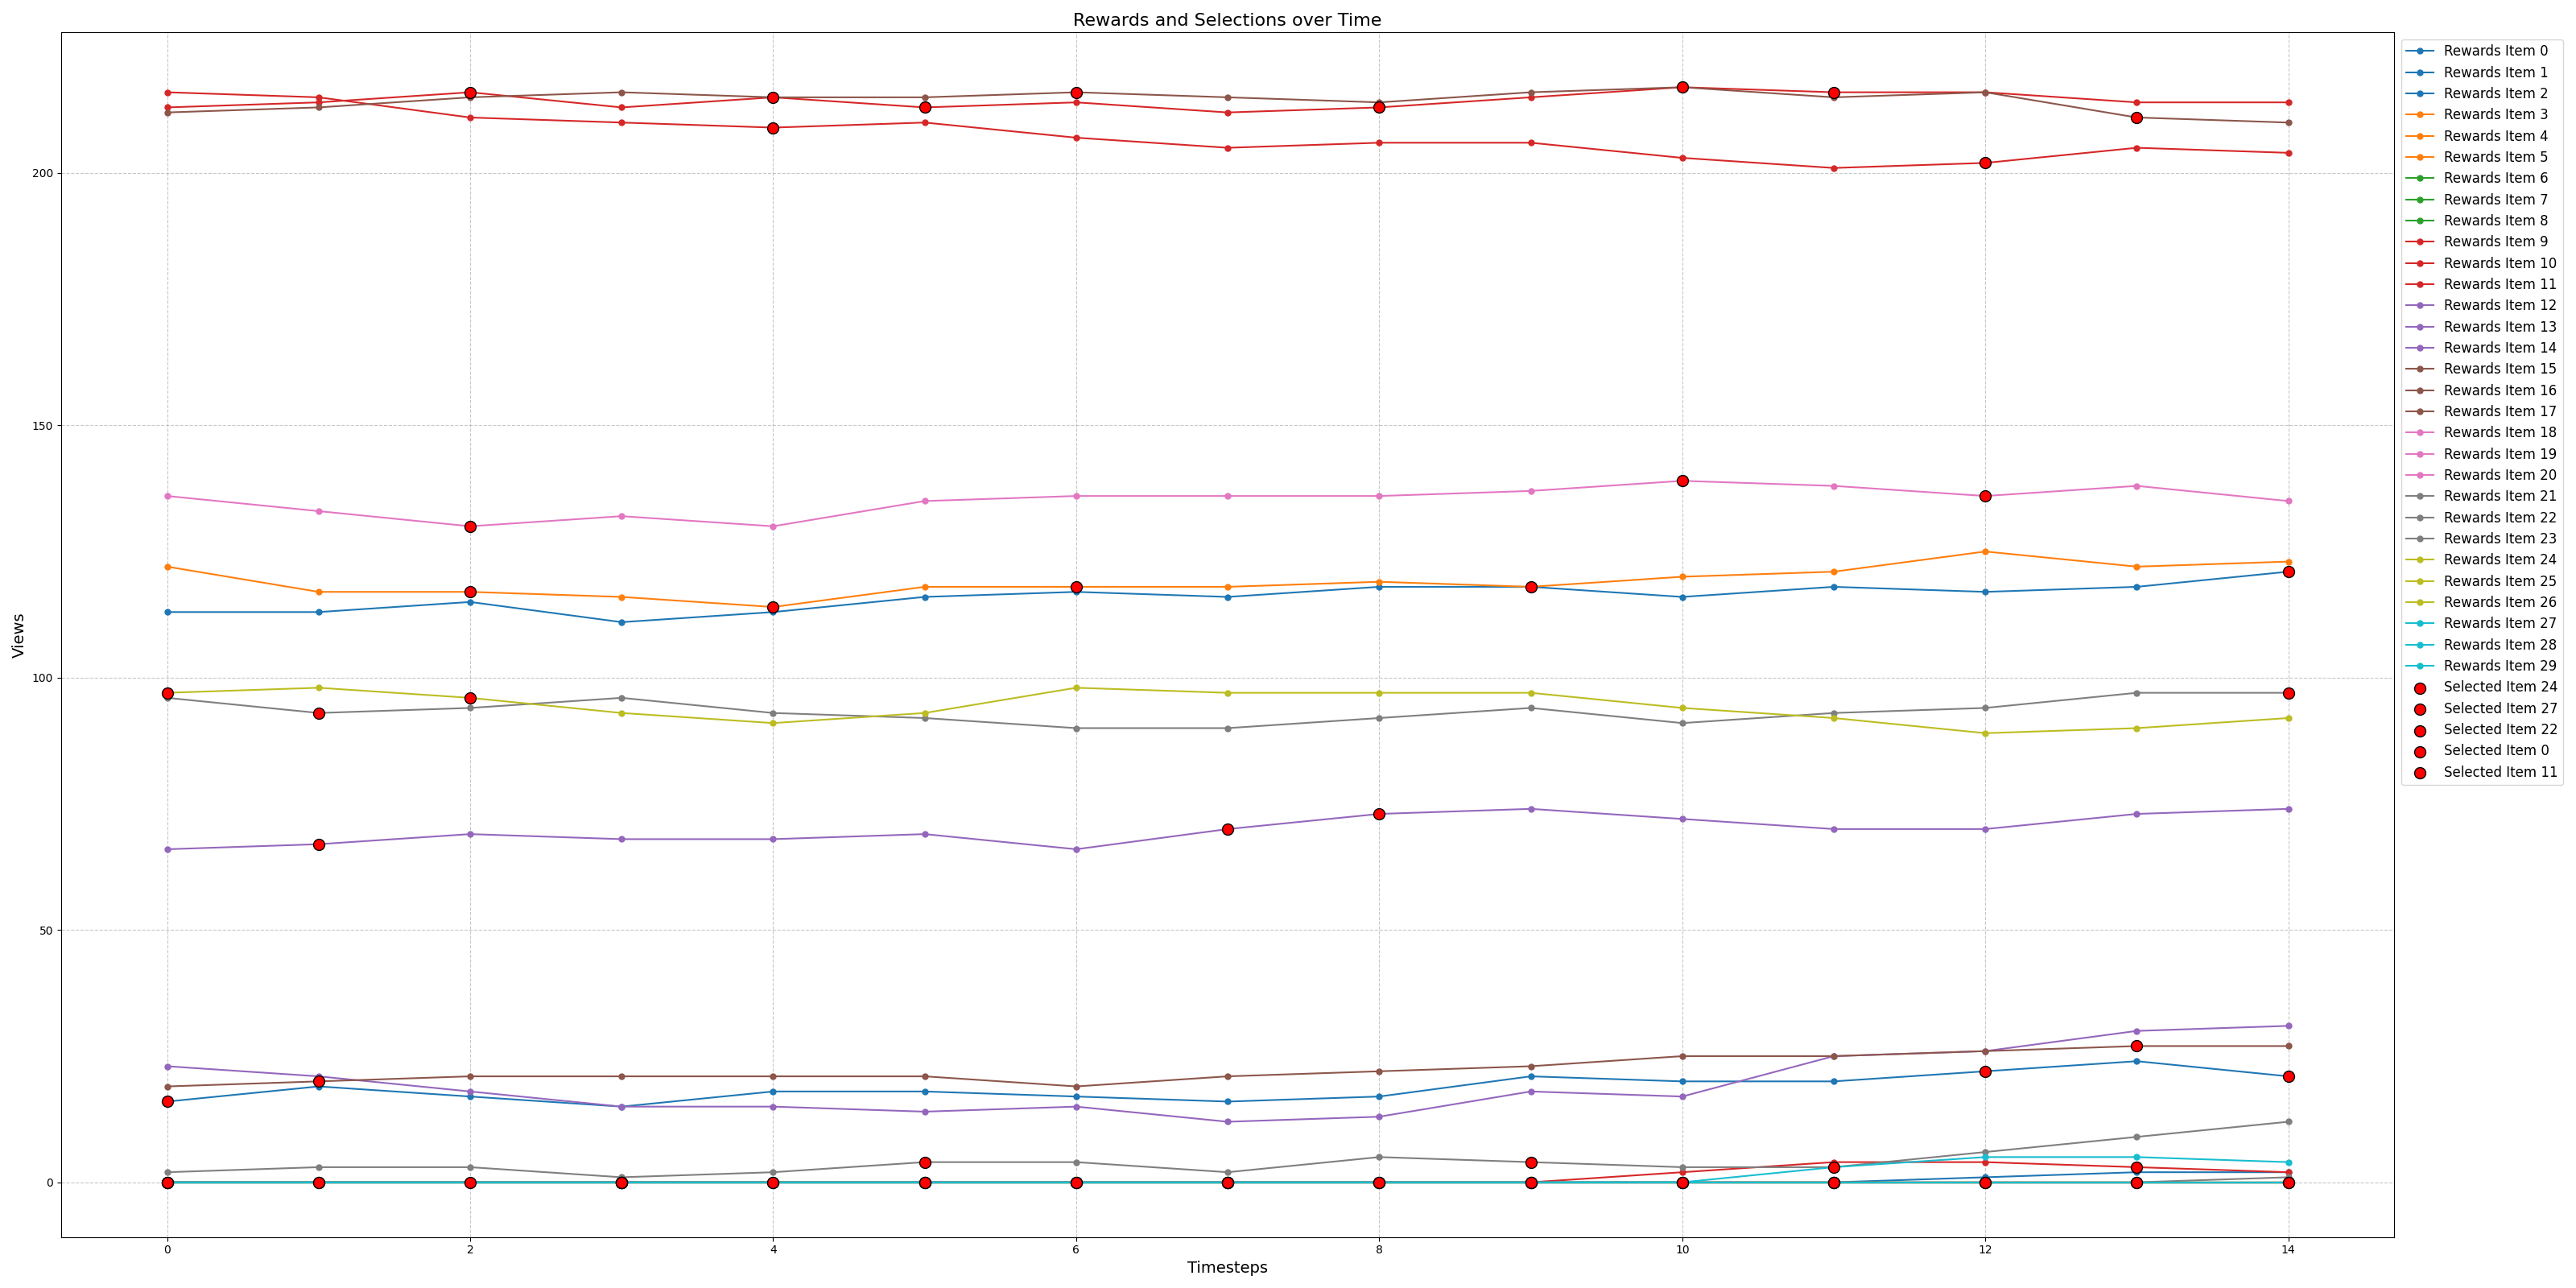 Rewards and Selections over Time
Views
200
150
100
50
0
0 2 4 6 8 10 12 14
Timesteps
Rewards Item 0
Rewards Item 1
Rewards Item 2
Rewards Item 3
Rewards Item 4
Rewards Item 5
Rewards Item 6
Rewards Item 7
Rewards Item 8
Rewards Item 9
Rewards Item 10
Rewards Item 11
Rewards Item 12
Rewards Item 13
Rewards Item 14
Rewards Item 15
Rewards Item 16
Rewards Item 17
Rewards Item 18
Rewards Item 19
Rewards Item 20
Rewards Item 21
Rewards Item 22
Rewards Item 23
Rewards Item 24
Rewards Item 25
Rewards Item 26
Rewards Item 27
Rewards Item 28
Rewards Item 29
Selected Item 24
Selected Item 27
Selected Item 22
Selected Item 0
Selected Item 11